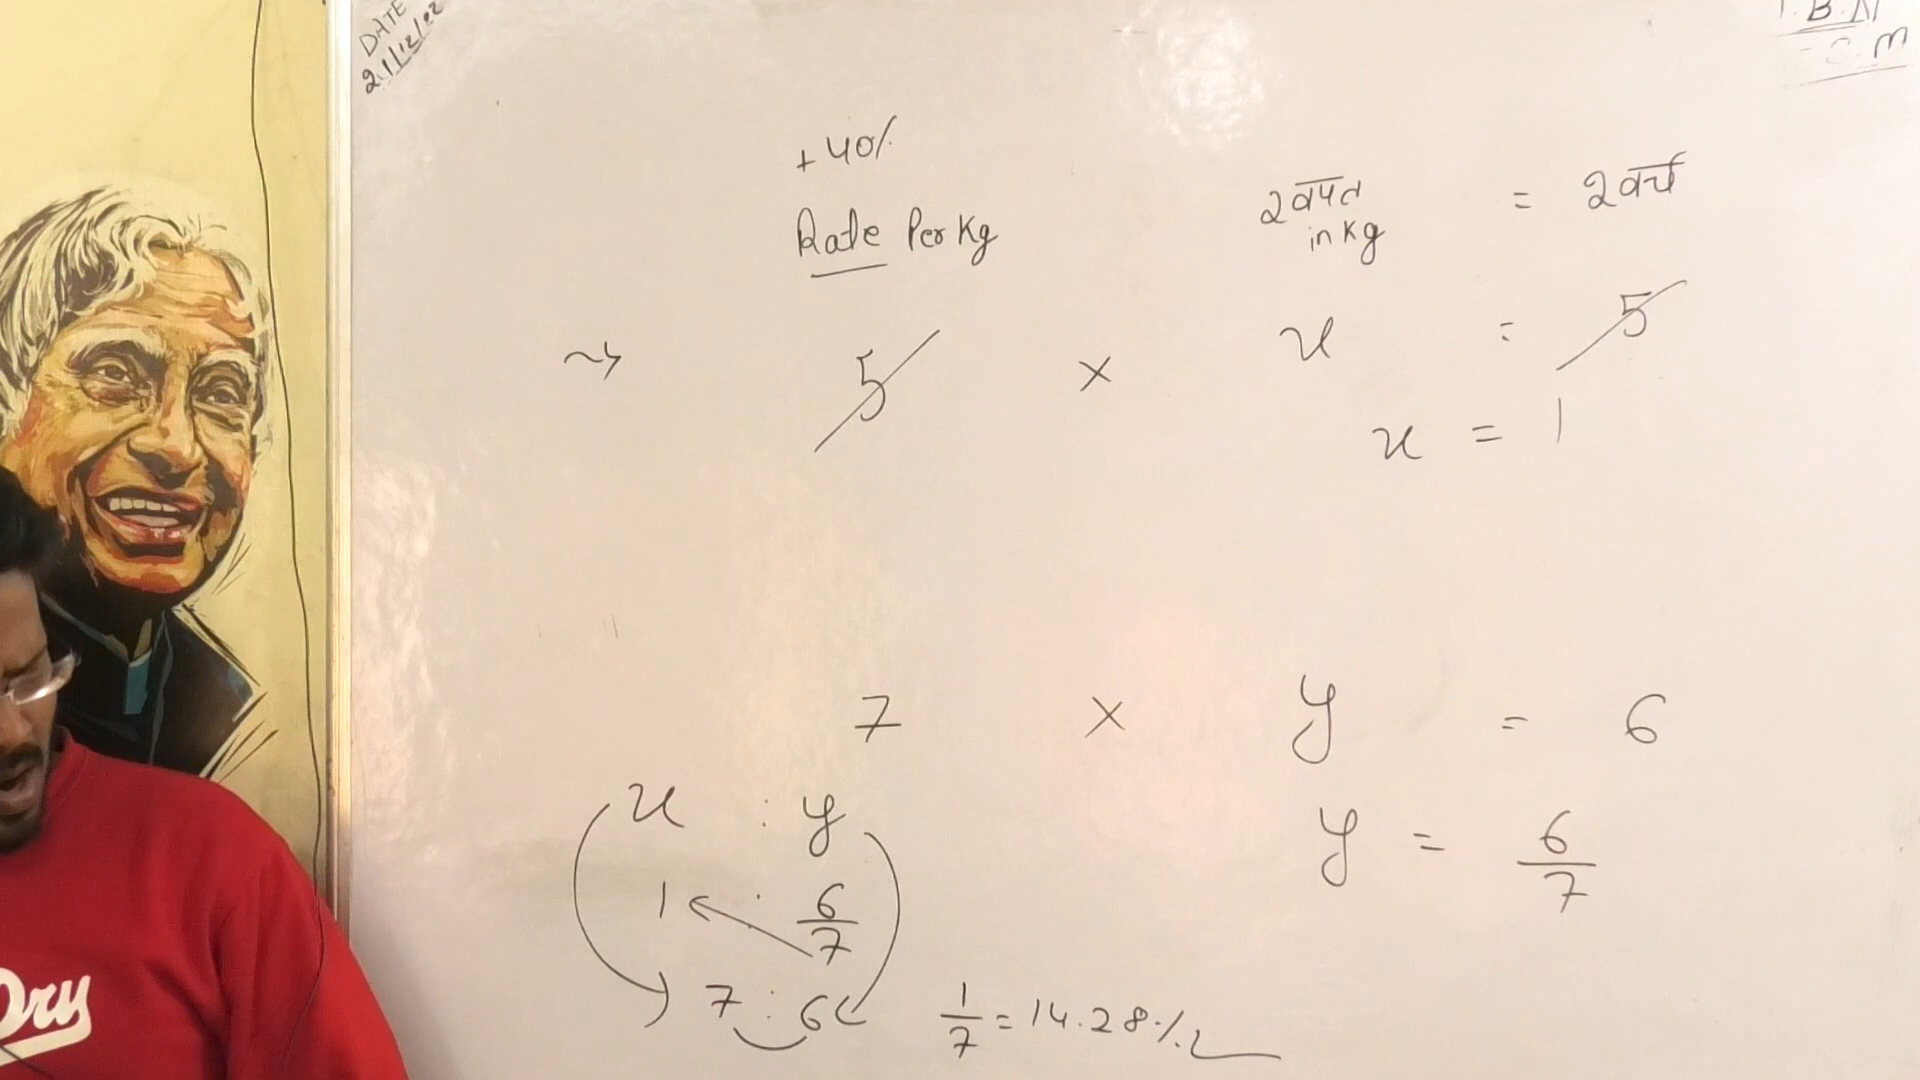 DATE
21/12/22
+40%
Rate Per Kg
खपत
in kg
= खर्च
5 × x = 5
x = 1
7 × y = 6
x : y
y = 6/7
1 : 6/7
7 : 6
1/7 = 14.28%
Dry